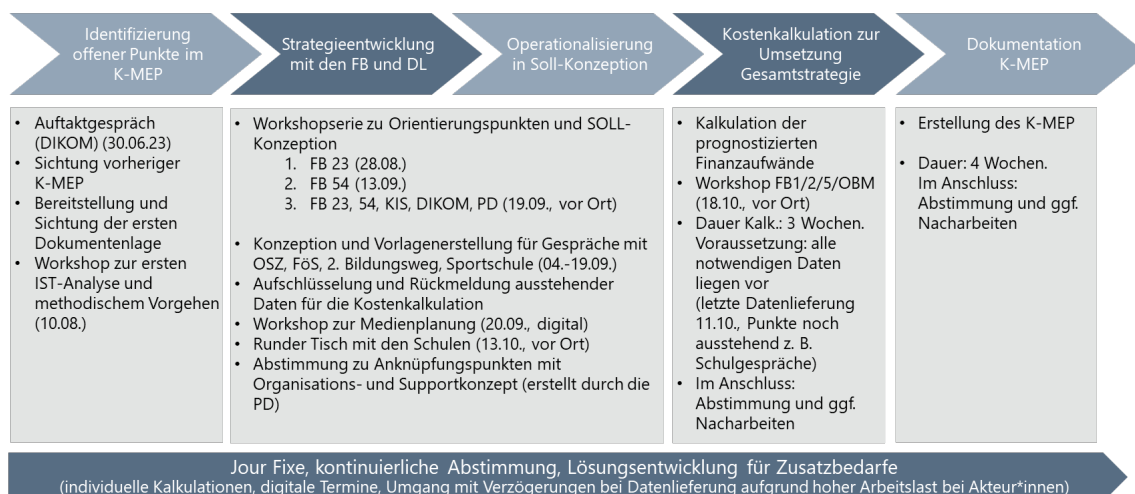 Identifizierung
offener Punkte im
K-MEP
Strategieentwicklung
mit den FB und DL
Operationalisierung
in Soll-Konzeption
Kostenkalkulation zur
Umsetzung
Gesamtstrategie
Dokumentation
K-MEP
• Auftaktgespräch
(DIKOM) (30.06.23)
• Sichtung vorheriger
K-MEP
• Bereitstellung und
Sichtung der ersten
Dokumentenlage
• Workshop zur ersten
IST-Analyse und
methodischem Vorgehen
(10.08.)
• Workshopserie zu Orientierungspunkten und SOLL-
Konzeption
1. FB 23 (28.08.)
2. FB 54 (13.09.)
3. FB 23, 54, KIS, DIKOM, PD (19.09., vor Ort)
• Konzeption und Vorlagenerstellung für Gespräche mit
OSZ, FöS, 2. Bildungsweg, Sportschule (04.-19.09.)
• Aufschlüsselung und Rückmeldung ausstehender
Daten für die Kostenkalkulation
• Workshop zur Medienplanung (20.09., digital)
• Runder Tisch mit den Schulen (13.10., vor Ort)
• Abstimmung zu Anknüpfungspunkten mit
Organisations- und Supportkonzept (erstellt durch die
PD)
• Kalkulation der
prognostizierten
Finanzaufwände
• Workshop FB1/2/5/OBM
(18.10., vor Ort)
• Dauer Kalk.: 3 Wochen.
Voraussetzung: alle
notwendigen Daten
liegen vor
(letzte Datenlieferung
11.10., Punkte noch
ausstehend z. B.
Schulgespräche)
• Im Anschluss:
Abstimmung und ggf.
Nacharbeiten
• Erstellung des K-MEP
• Dauer: 4 Wochen.
Im Anschluss:
Abstimmung und ggf.
Nacharbeiten
Jour Fixe, kontinuierliche Abstimmung, Lösungsentwicklung für Zusatzbedarfe
(individuelle Kalkulationen, digitale Termine, Umgang mit Verzögerungen bei Datenlieferung aufgrund hoher Arbeitslast bei Akteur*innen)